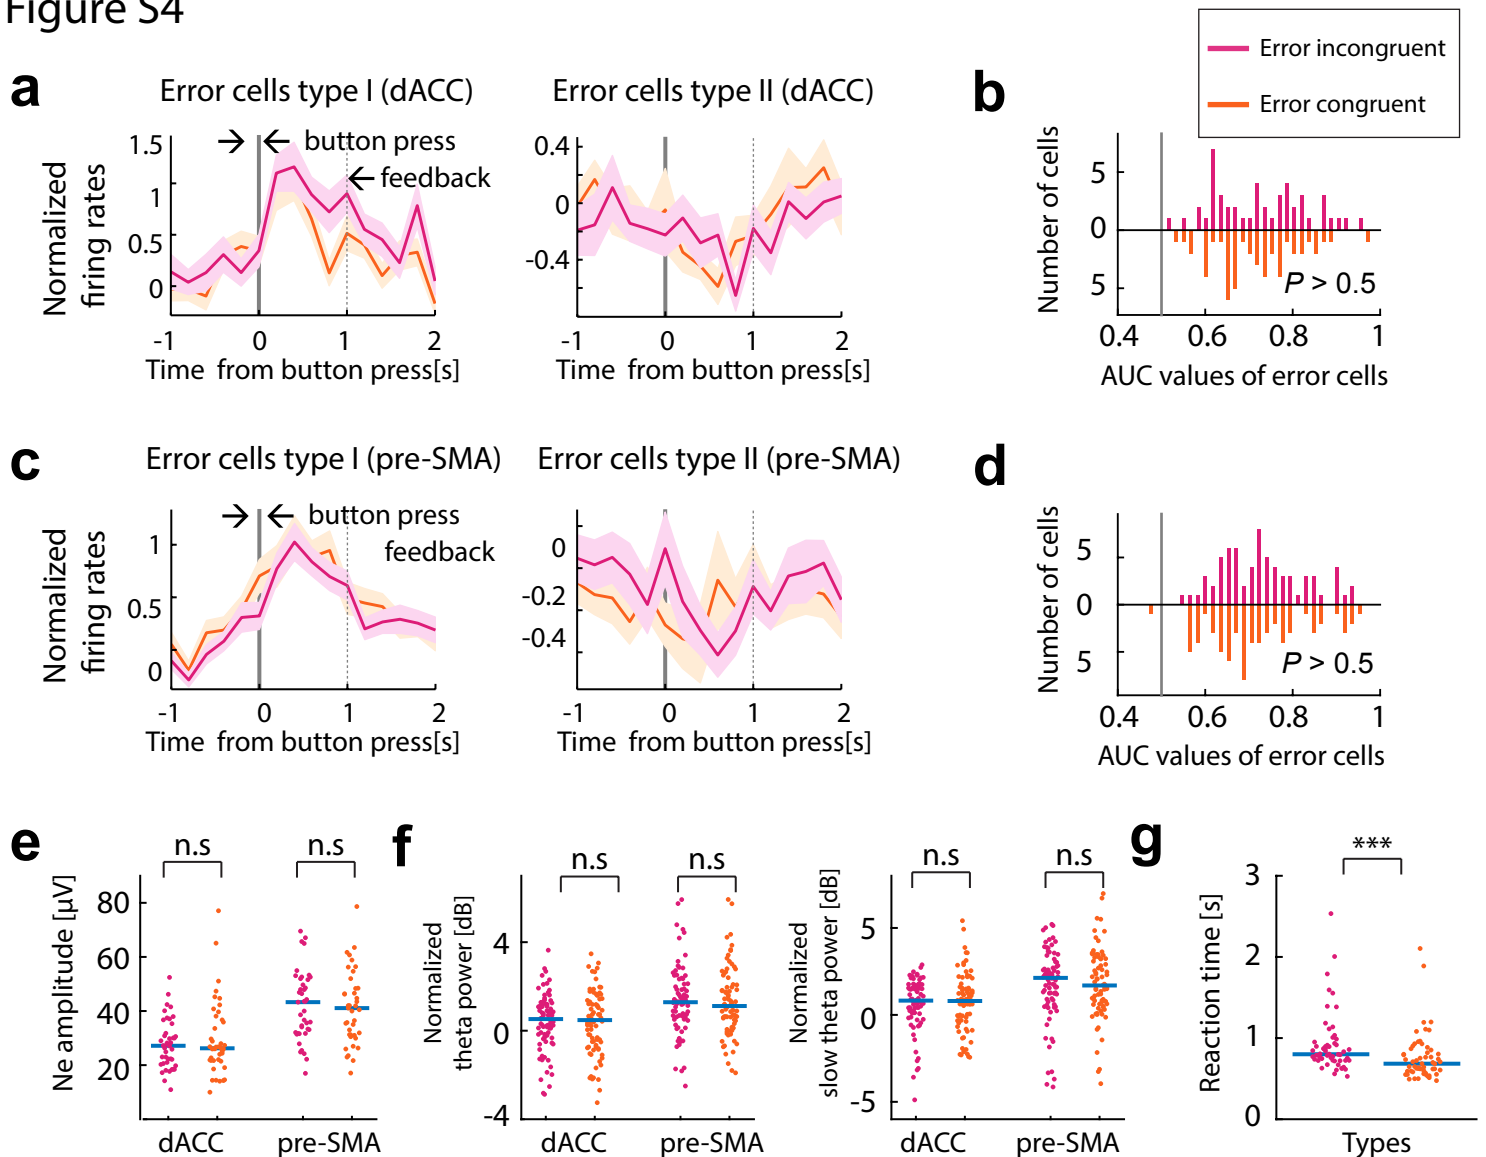 Figure S4
Error incongruent
Error congruent
a
Error cells type I (dACC)
button press
feedback
Normalized
firing rates
1.5
1
0.5
0
-1
0
1
2
Time from button press[s]
Error cells type II (dACC)
0.4
0
-0.4
-1
0
1
2
Time from button press[s]
b
Number of cells
5
0
5
P > 0.5
0.4
0.6
0.8
1
AUC values of error cells
c
Error cells type I (pre-SMA)
button press
feedback
Normalized
firing rates
1
0.5
0
-1
0
1
2
Time from button press[s]
Error cells type II (pre-SMA)
0
-0.2
-0.4
-1
0
1
2
Time from button press[s]
d
Number of cells
5
0
5
P > 0.5
0.4
0.6
0.8
1
AUC values of error cells
e
n.s
n.s
Ne amplitude [µV]
80
60
40
20
dACC
pre-SMA
f
n.s
n.s
Normalized
theta power [dB]
4
0
-4
dACC
pre-SMA
n.s
n.s
Normalized
slow theta power [dB]
5
0
-5
dACC
pre-SMA
g
***
Reaction time [s]
3
2
1
0
Types